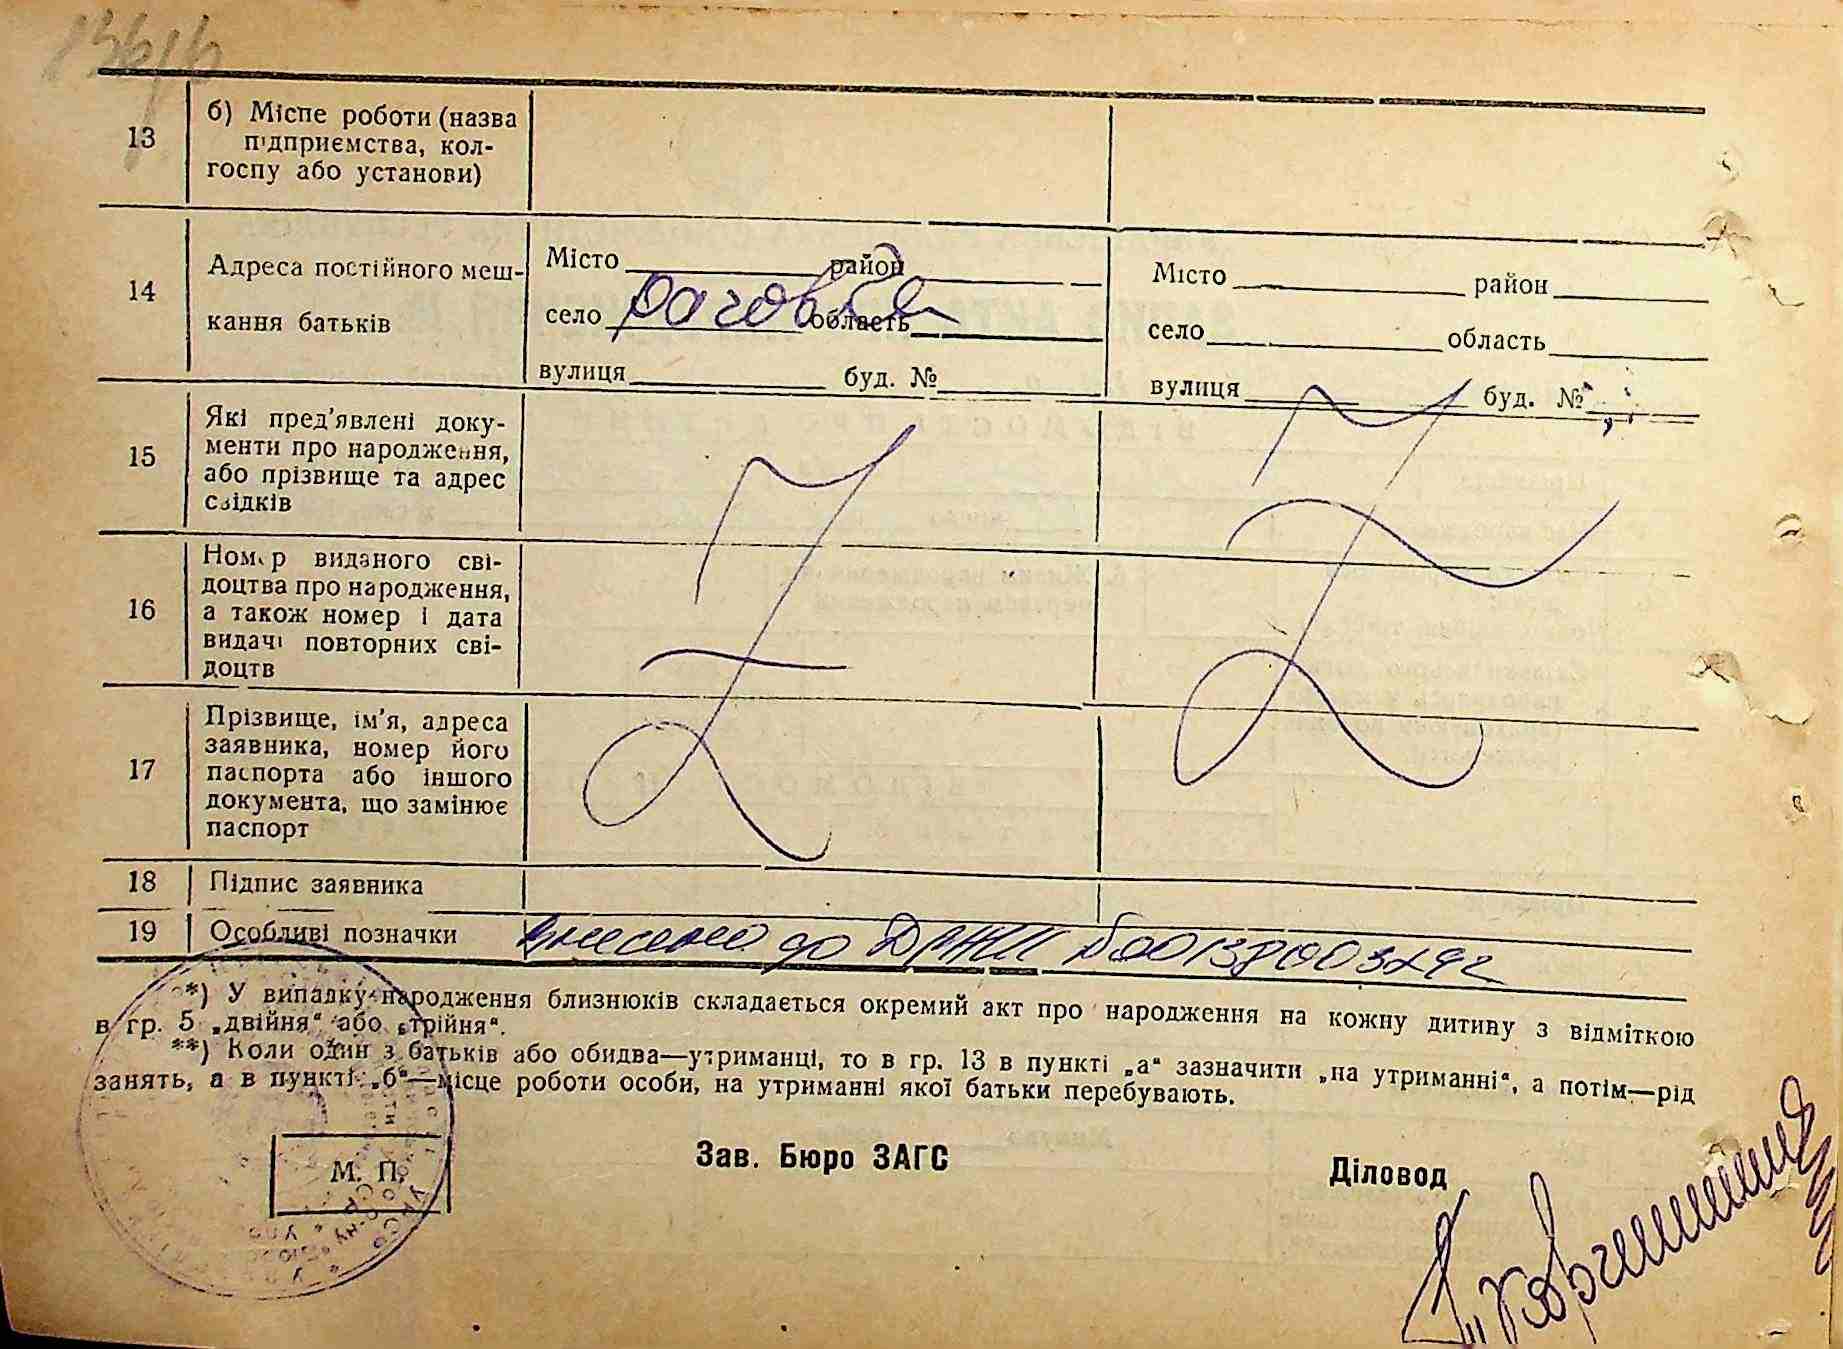 13
б) Міспе роботи (назва
підприємства, кол-
госпу або установи)
14
Адреса постійного меш-
кання батьків
Місто район
село область
вулиця буд. №
Місто район
село область
вулиця буд. №
15
Які пред'явлені доку-
менти про народження,
або прізвище та адрес
свідків
16
Номер виданого сві-
доцтва про народження,
а також номер і дата
видачі повторних сві-
доцтв
17
Прізвище, ім'я, адреса
заявника, номер його
паспорта або іншого
документа, що замінює
паспорт
18 Підпис заявника
19 Особливі позначки внесено до
*) У випадку народження близнюків складається окремий акт про народження на кожну дитину з відміткою
в гр. 5 „двійня“ або „трійня“.
**) Коли один з батьків або обидва—утриманці, то в гр. 13 в пункті „а“ зазначити „на утриманні“, а потім—рід
занять, а в пункті „б“—місце роботи особи, на утриманні якої батьки перебувають.
М. П.
Зав. Бюро ЗАГС
Діловод